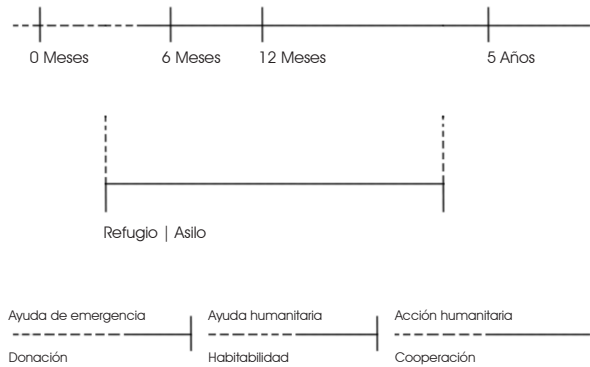 0 Meses 6 Meses 12 Meses 5 Años
Refugio | Asilo
Ayuda de emergencia Ayuda humanitaria Acción humanitaria
Donación Habitabilidad Cooperación